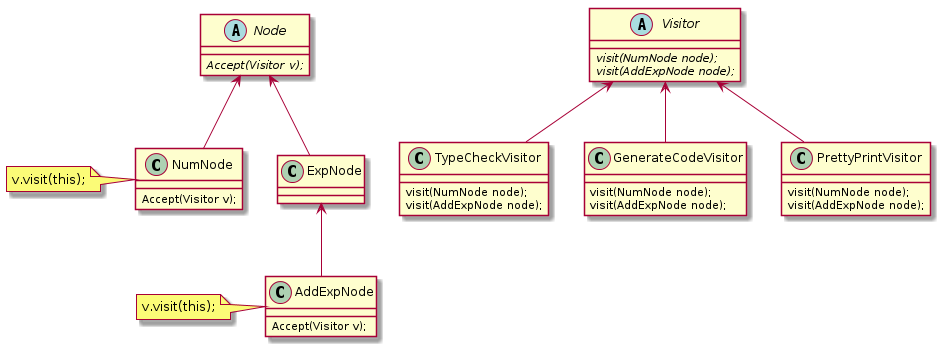 A Node
Accept(Visitor v);
A Visitor
visit(NumNode node);
visit(AddExpNode node);
v.visit(this);
C NumNode
Accept(Visitor v);
C ExpNode
C TypeCheckVisitor
visit(NumNode node);
visit(AddExpNode node);
C GenerateCodeVisitor
visit(NumNode node);
visit(AddExpNode node);
C PrettyPrintVisitor
visit(NumNode node);
visit(AddExpNode node);
v.visit(this);
C AddExpNode
Accept(Visitor v);